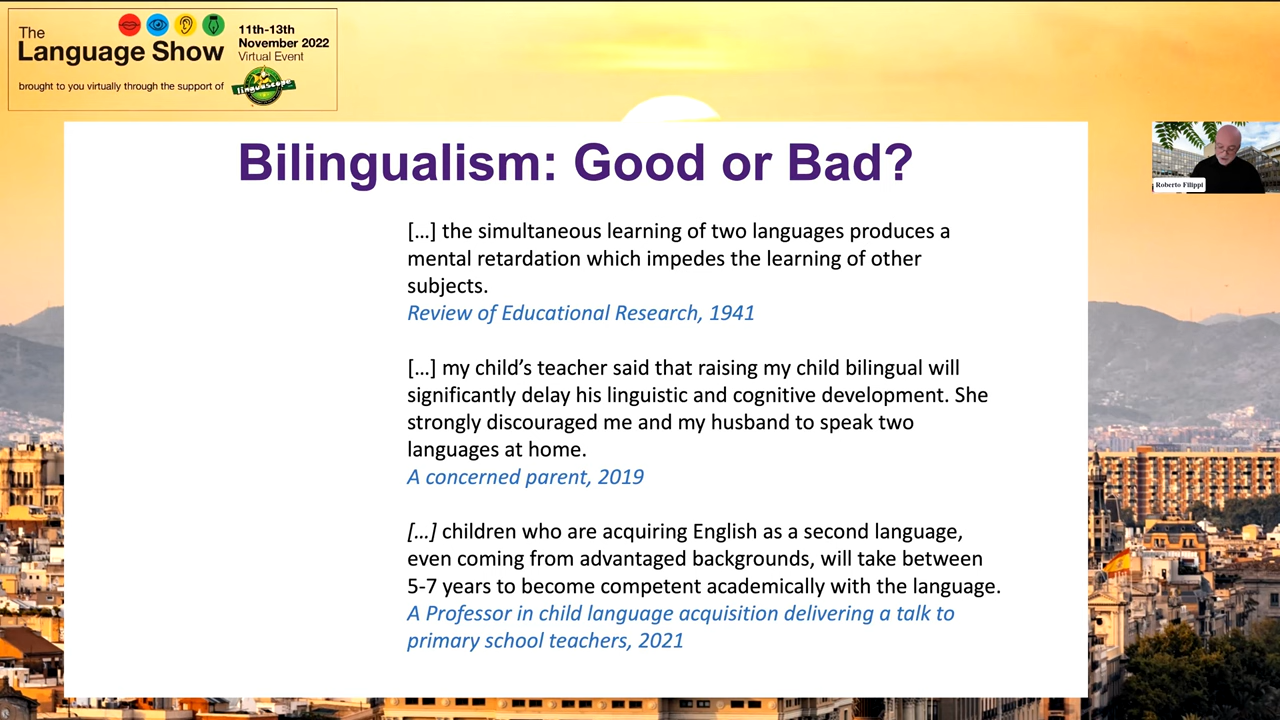 The
Language Show
11th-13th
November 2022
Virtual Event
brought to you virtually through the support of
linguascope
Bilingualism: Good or Bad?
Roberto Filippi
[…] the simultaneous learning of two languages produces a
mental retardation which impedes the learning of other
subjects.
Review of Educational Research, 1941
[…] my child’s teacher said that raising my child bilingual will
significantly delay his linguistic and cognitive development. She
strongly discouraged me and my husband to speak two
languages at home.
A concerned parent, 2019
[…] children who are acquiring English as a second language,
even coming from advantaged backgrounds, will take between
5-7 years to become competent academically with the language.
A Professor in child language acquisition delivering a talk to
primary school teachers, 2021